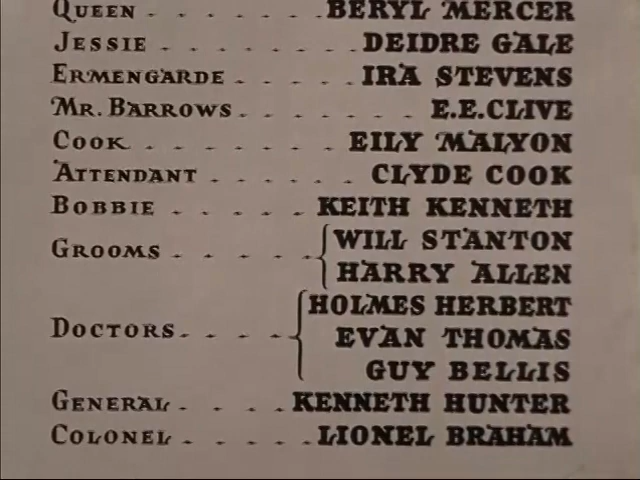 QUEEN . . . . . . BERYL MERCER
JESSIE . . . . . . . . DEIDRE GALE
ERMENGARDE . . . . . IRA STEVENS
MR. BARROWS . . . . . . . E.E.CLIVE
COOK . . . . . . . EILY MALYON
ATTENDANT . . . . . . CLYDE COOK
BOBBIE . . . . . KEITH KENNETH
GROOMS . . . . . { WILL STANTON
HARRY ALLEN
DOCTORS . . . . . { HOLMES HERBERT
EVAN THOMAS
GUY BELLIS
GENERAL . . . . KENNETH HUNTER
COLONEL . . . . . LIONEL BRAHAM